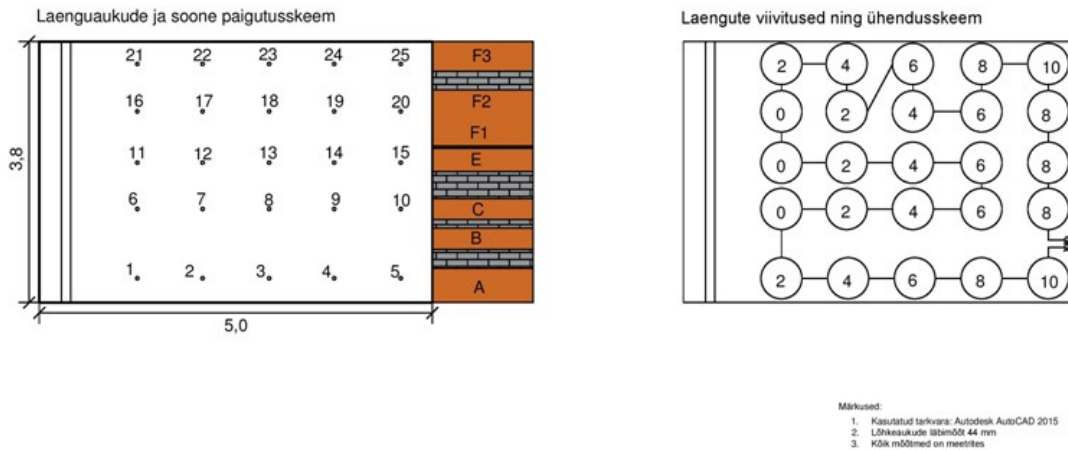 Laenguaukude ja soone paigutusskeem
21 22 23 24 25 F3
16 17 18 19 20 F2
F1
11 12 13 14 15 E
6 7 8 9 10 C
B
1 2 3 4 5 A
3,8
5,0
Laengute viivitused ning ühendusskeem
2 4 6 8 10
0 2 4 6 8
0 2 4 6 8
0 2 4 6 8
2 4 6 8 10
Märkused:
1. Kasutatud tarkvara: Autodesk AutoCAD 2015
2. Lõhkeaukude läbimõõt 44 mm
3. Kõik mõõtmed on meetrites